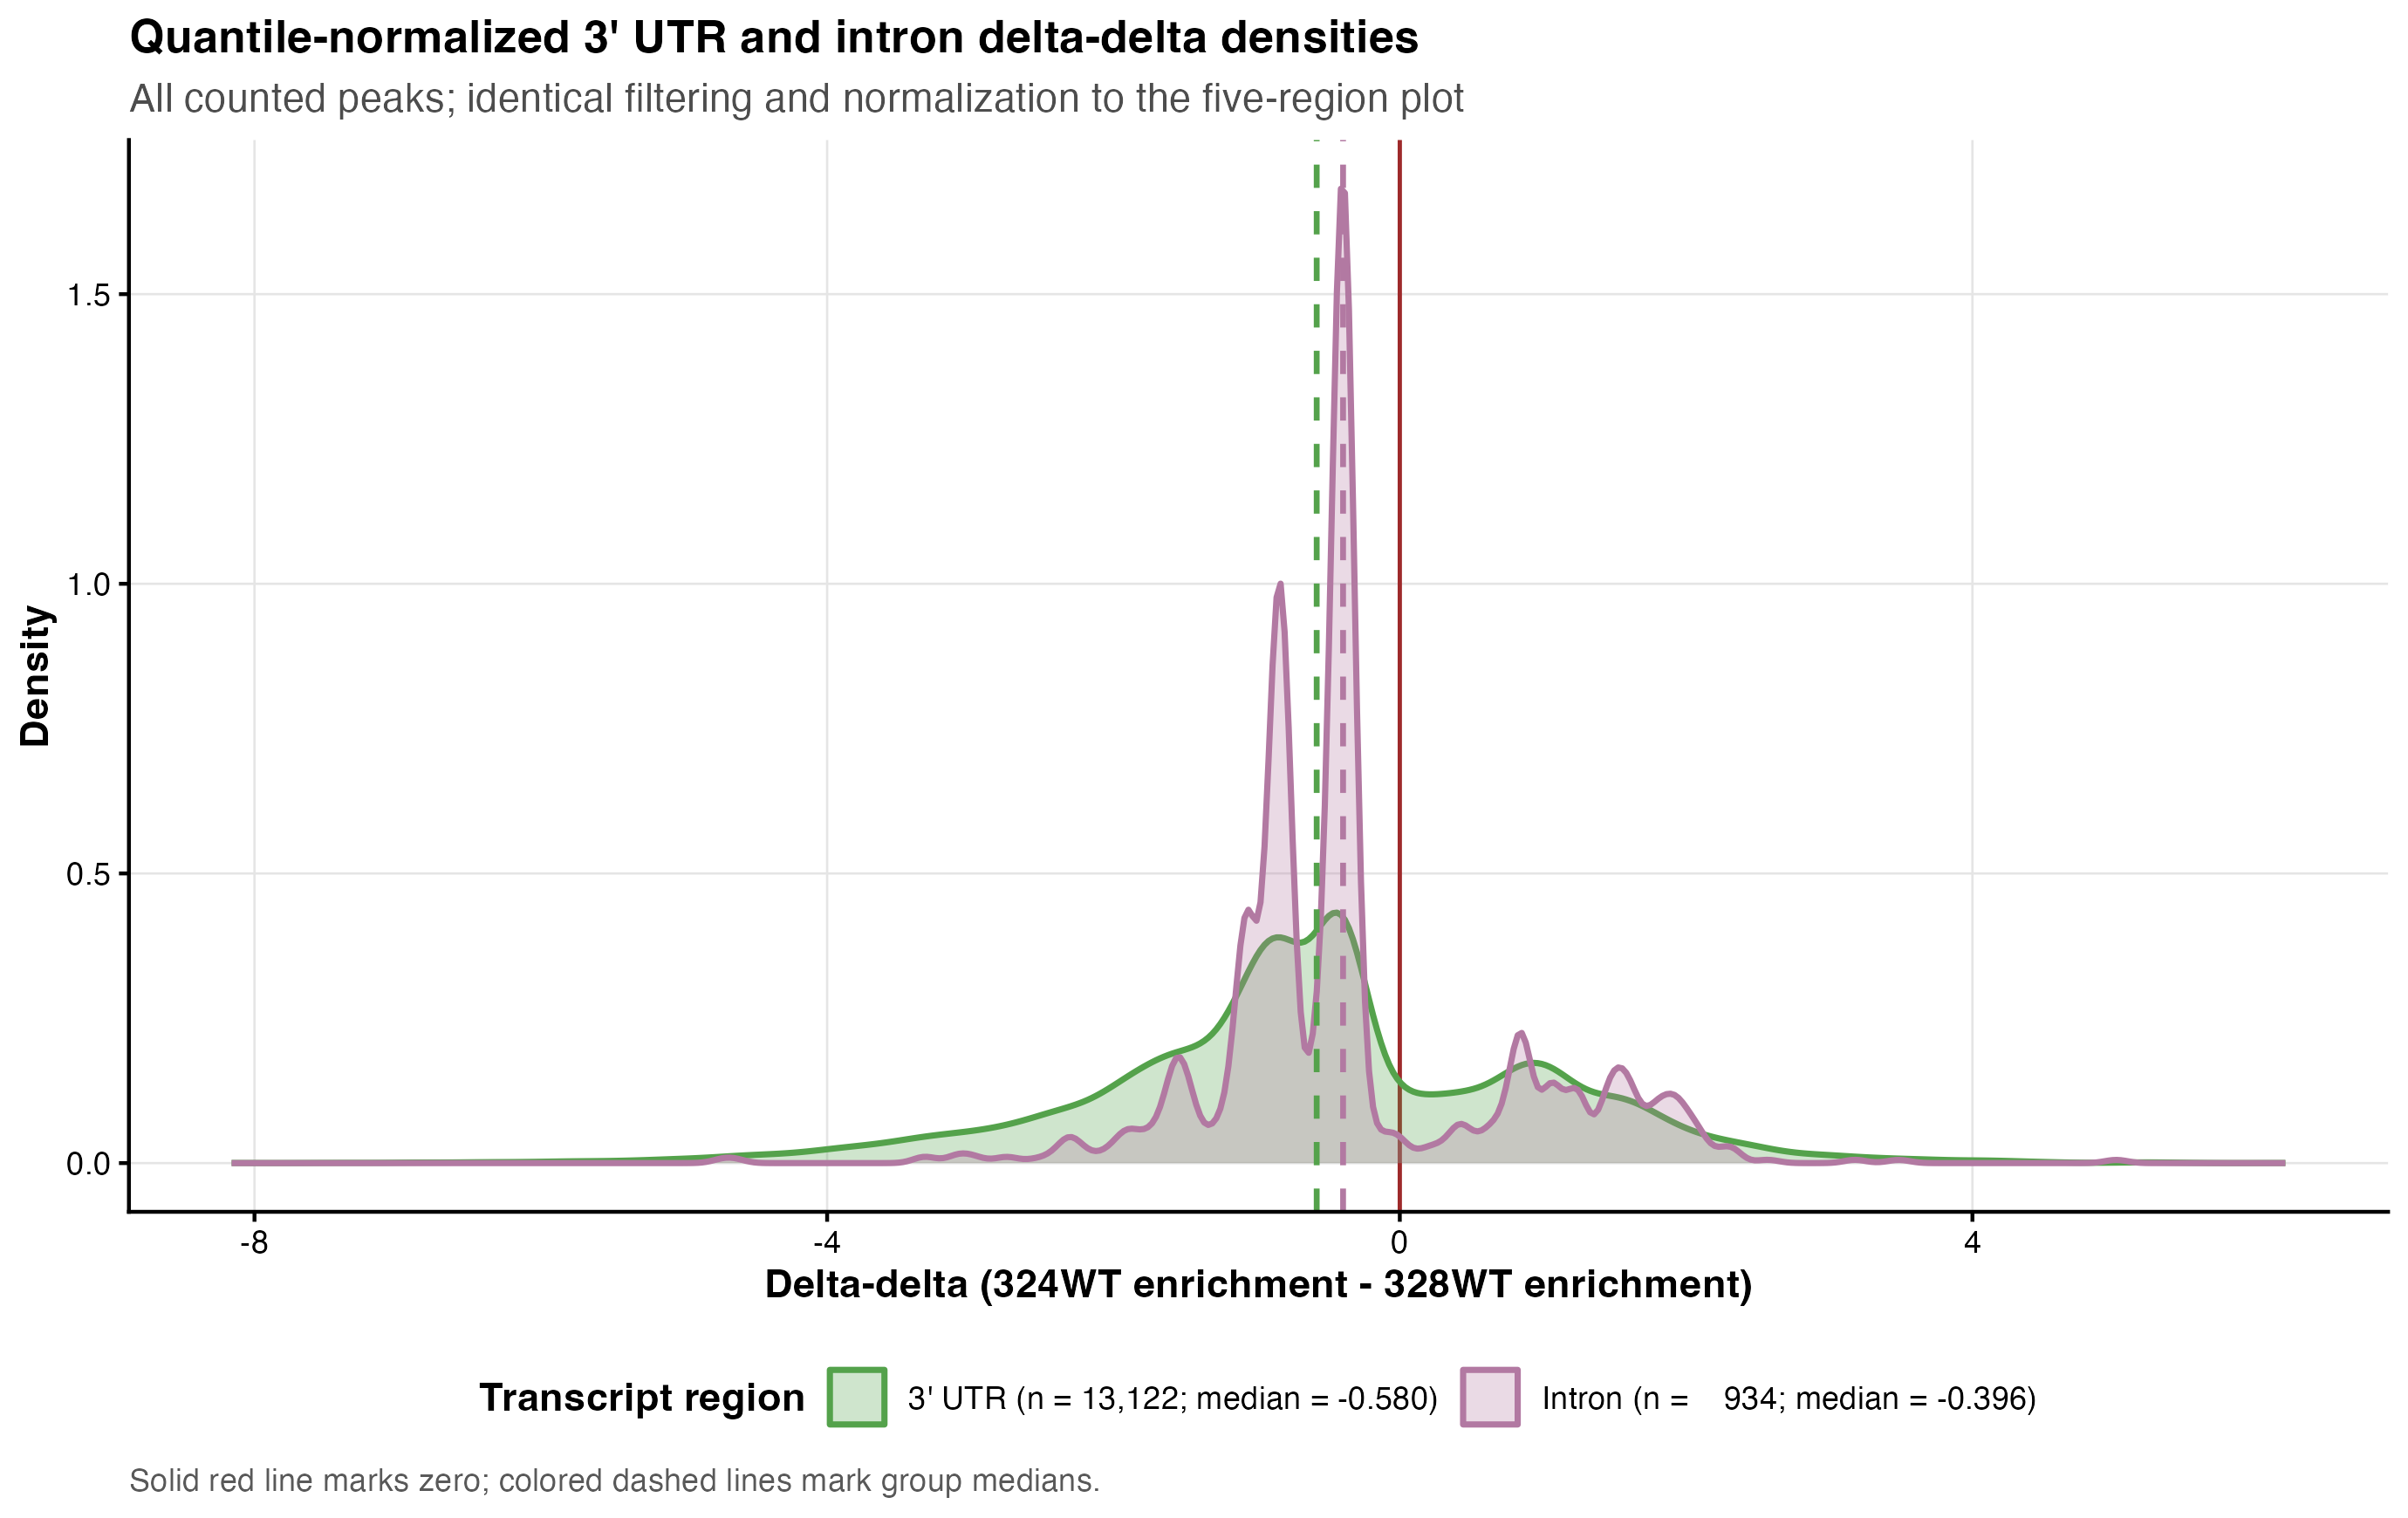 Quantile-normalized 3' UTR and intron delta-delta densities
All counted peaks; identical filtering and normalization to the five-region plot
1.5
1.0
0.5
0.0
Density
-8 -4 0 4
Delta-delta (324WT enrichment - 328WT enrichment)
Transcript region 3' UTR (n = 13,122; median = -0.580) Intron (n = 934; median = -0.396)
Solid red line marks zero; colored dashed lines mark group medians.